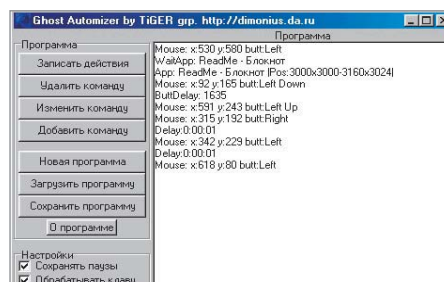 Ghost Automizer by TiGER grp. http://dimonius.da.ru
Программа
Записать действия
Удалить команду
Изменить команду
Добавить команду
Новая программа
Загрузить программу
Сохранить программу
О программе
Настройки
Сохранять паузы
Обрабатывать клавы
Программа
Mouse: x:530 y:580 butt:Left
WaitApp: ReadMe - Блокнот
App: ReadMe - Блокнот |Pos:3000x3000-3160x3024|
Mouse: x:92 y:165 butt:Left Down
ButtDelay: 1635
Mouse: x:591 y:243 butt:Left Up
Mouse: x:315 y:192 butt:Right
Delay:0:00:01
Mouse: x:342 y:229 butt:Left
Delay:0:00:01
Mouse: x:618 y:80 butt:Left